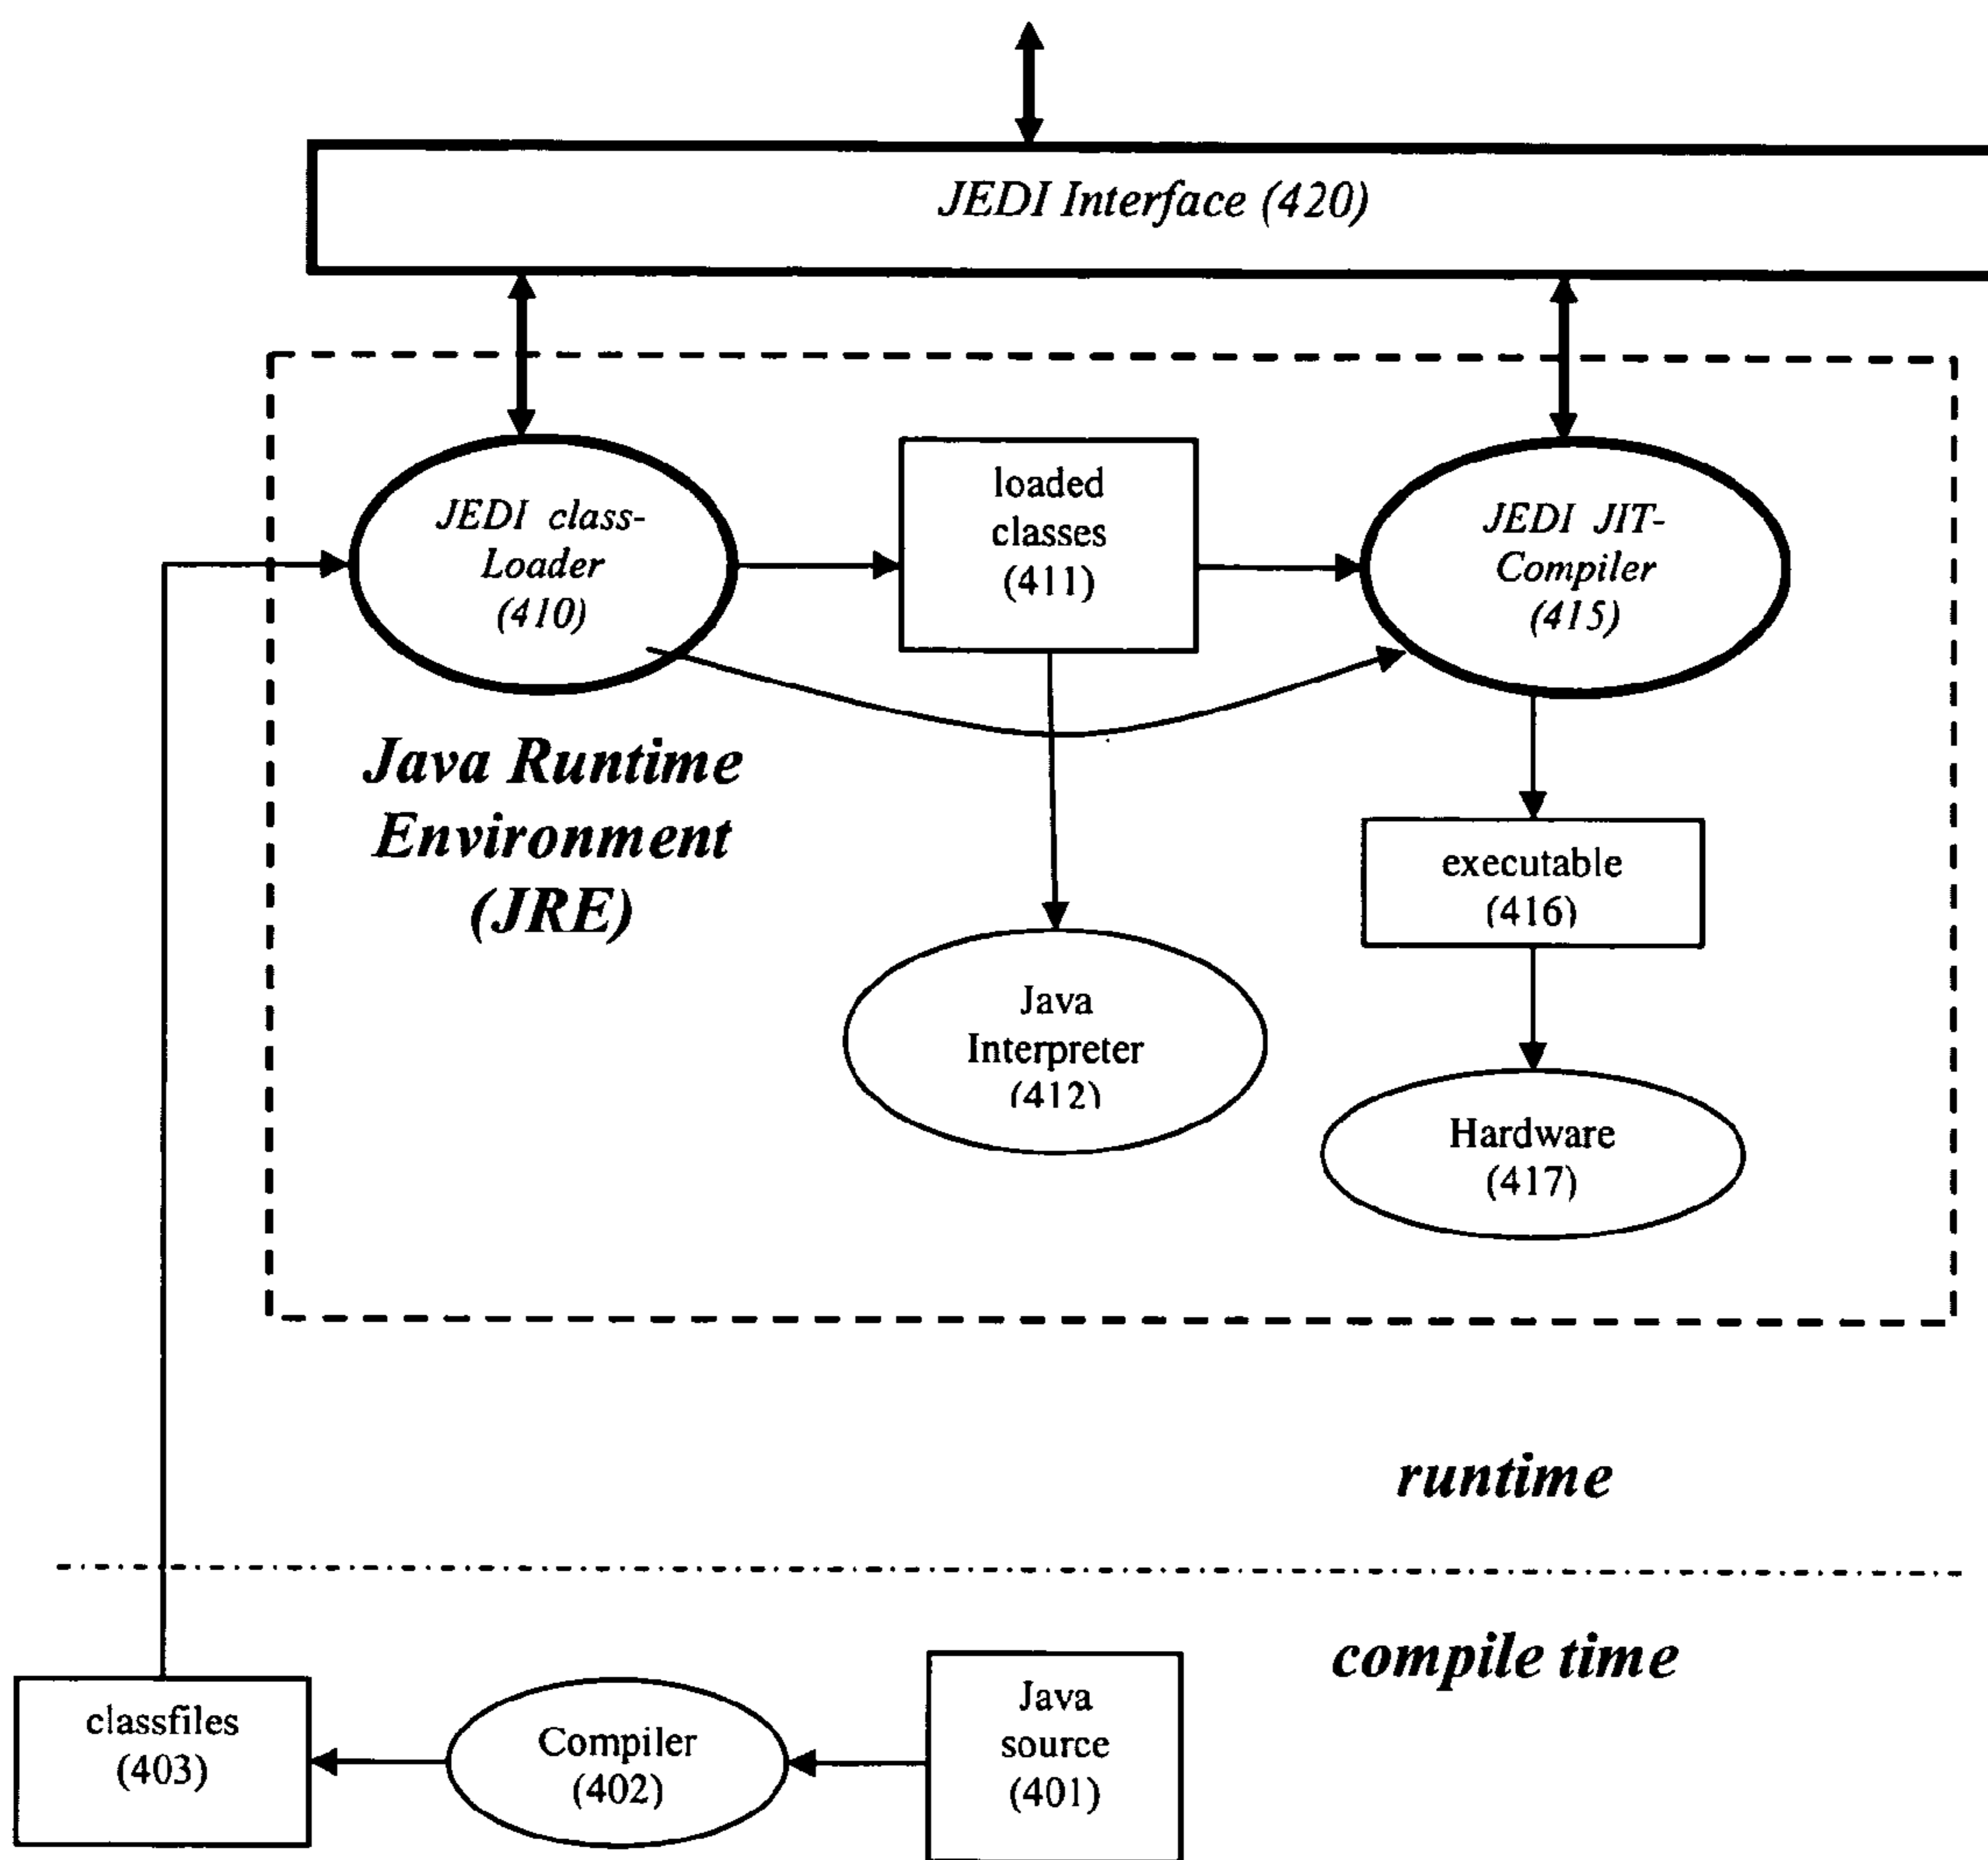 JEDI Interface (420)
JEDI class-
Loader
(410)
loaded
classes
(411)
JEDI JIT-
Compiler
(415)
Java Runtime
Environment
(JRE)
executable
(416)
Java
Interpreter
(412)
Hardware
(417)
runtime
compile time
classfiles
(403)
Compiler
(402)
Java
source
(401)